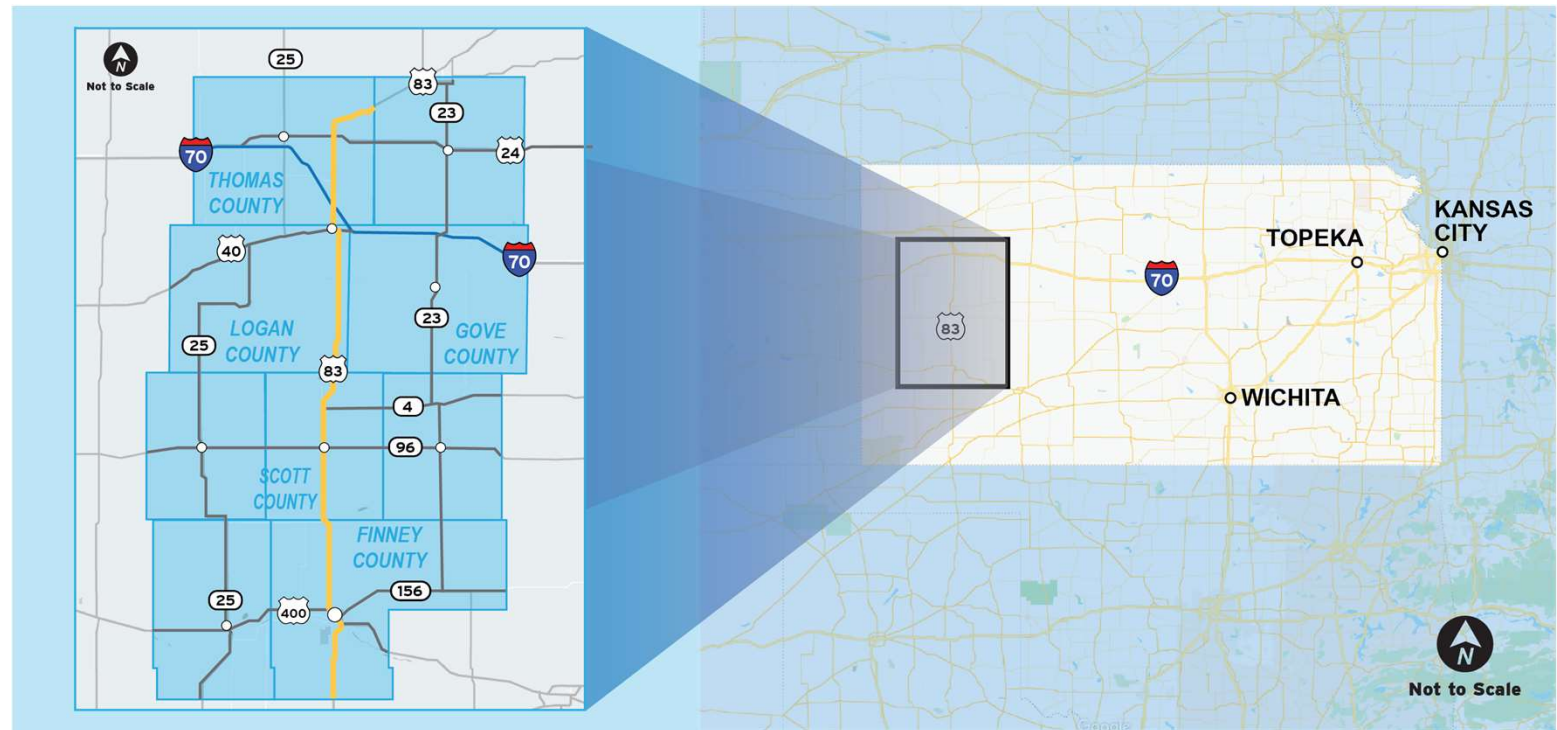 N
Not to Scale
25
83
23
70
24
THOMAS
COUNTY
40
70
23
25
LOGAN
COUNTY
GOVE
COUNTY
83
4
96
SCOTT
COUNTY
FINNEY
COUNTY
156
25
400
KANSAS
CITY
TOPEKA
70
83
WICHITA
N
Not to Scale
Google